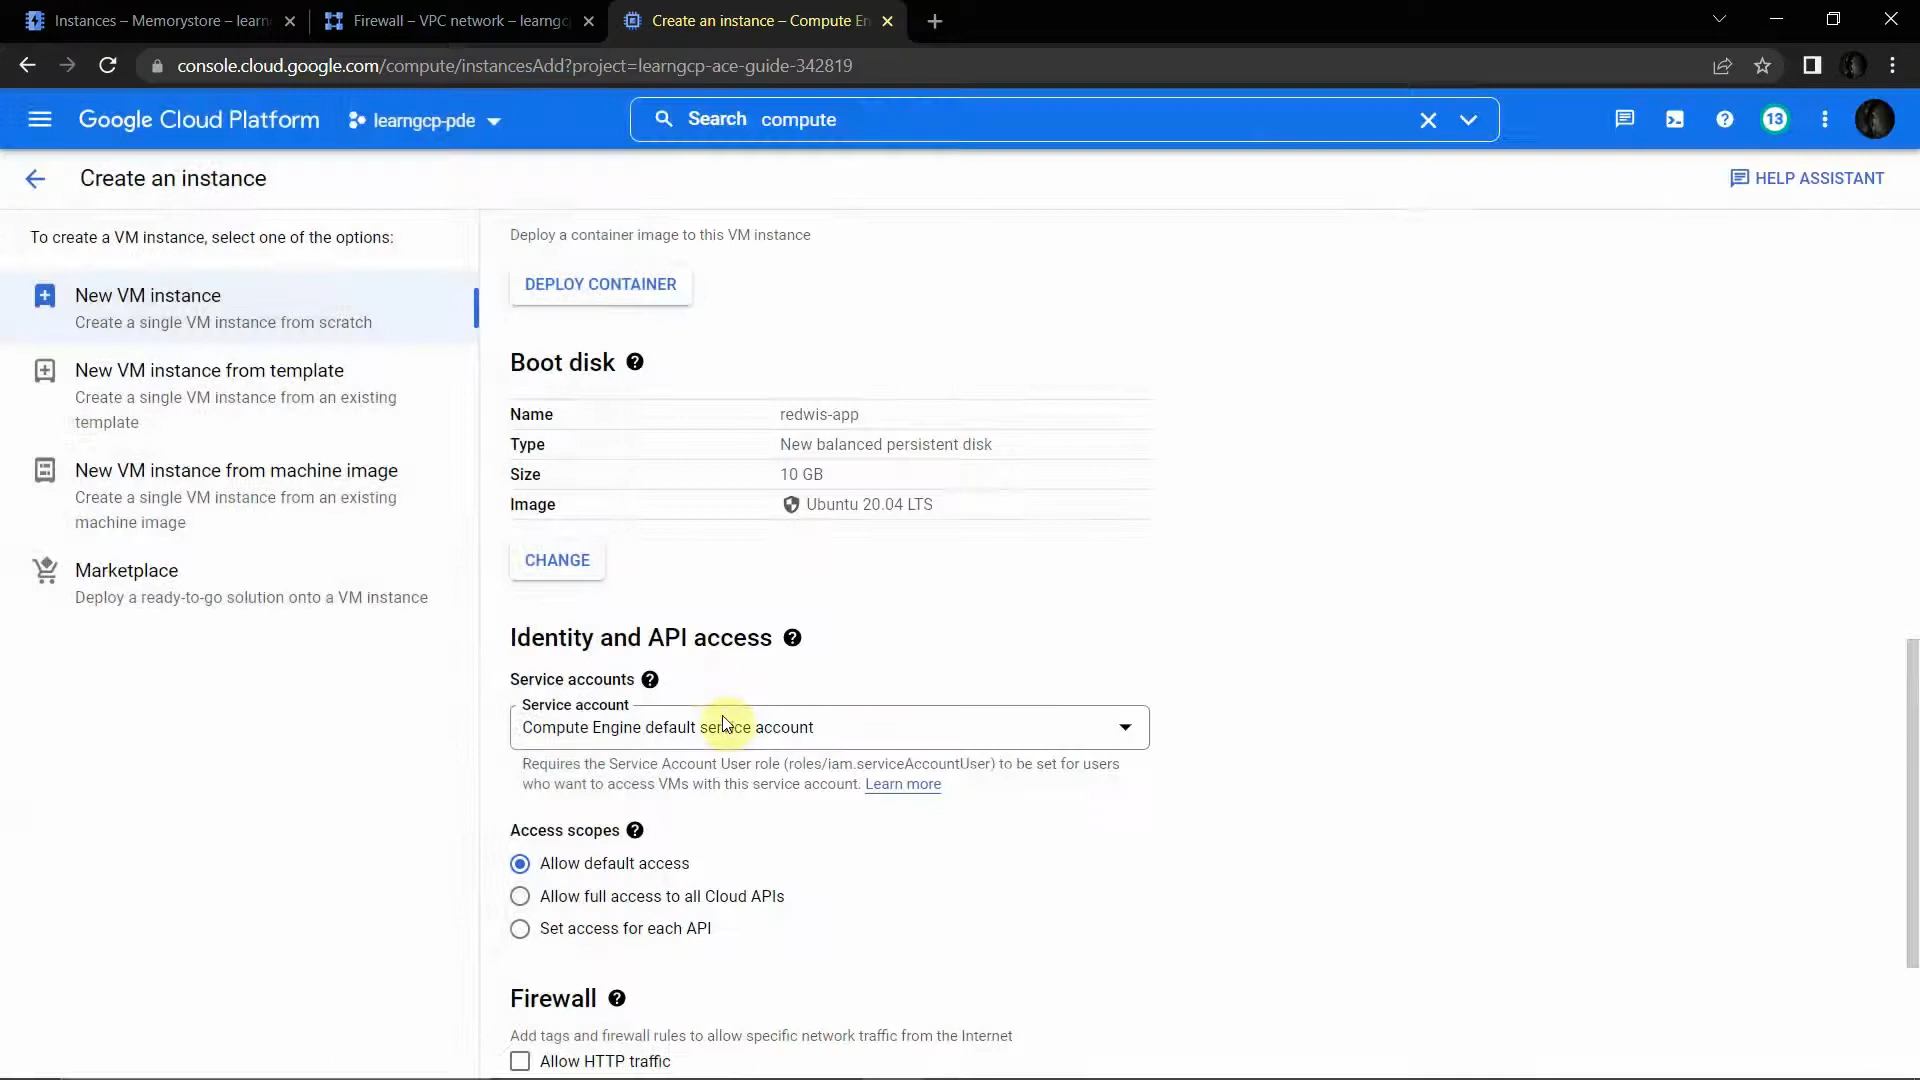 Instances – Memorystore – learn
Firewall – VPC network – learngc
Create an instance – Compute En
console.cloud.google.com/compute/instancesAdd?project=learngcp-ace-guide-342819
Google Cloud Platform
learngcp-pde
Search compute
13
Create an instance
HELP ASSISTANT
To create a VM instance, select one of the options:
New VM instance
Create a single VM instance from scratch
New VM instance from template
Create a single VM instance from an existing
template
New VM instance from machine image
Create a single VM instance from an existing
machine image
Marketplace
Deploy a ready-to-go solution onto a VM instance
Deploy a container image to this VM instance
DEPLOY CONTAINER
Boot disk
Name redwis-app
Type New balanced persistent disk
Size 10 GB
Image Ubuntu 20.04 LTS
CHANGE
Identity and API access
Service accounts
Service account
Compute Engine default service account
Requires the Service Account User role (roles/iam.serviceAccountUser) to be set for users
who want to access VMs with this service account. Learn more
Access scopes
Allow default access
Allow full access to all Cloud APIs
Set access for each API
Firewall
Add tags and firewall rules to allow specific network traffic from the Internet
Allow HTTP traffic